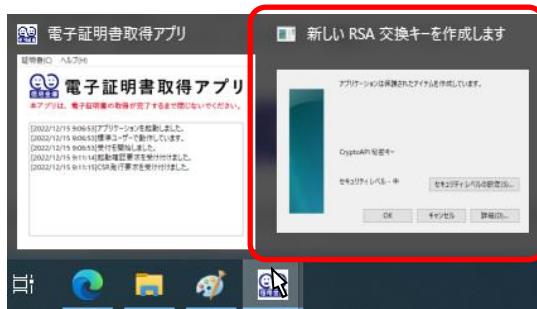 電子証明書取得アプリ
新しい RSA 交換キーを作成します
証明書(C) ヘルプ(H)
電子証明書取得アプリ
本アプリは、電子証明書の取得が完了するまで閉じないでください。
[2022/12/15 9:06:53]アプリケーションを起動しました。
[2022/12/15 9:06:53]標準ユーザーで動作しています。
[2022/12/15 9:06:53]受付を開始しました。
[2022/12/15 9:11:14]起動確認要求を受け付けました。
[2022/12/15 9:11:15]CSR発行要求を受け付けました。
アプリケーションは保護されたアイテムを作成しています。
CryptoAPI 秘密キー
セキュリティ レベル - 中
セキュリティ レベルの設定(S)...
OK
キャンセル
詳細(D)...